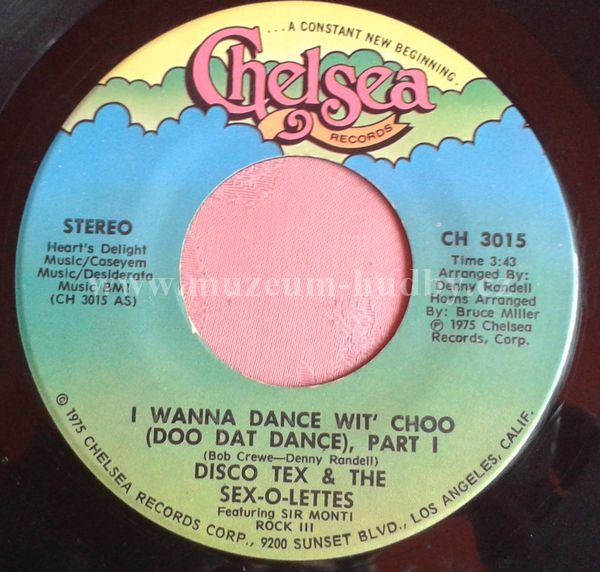 ...A CONSTANT NEW BEGINNING.
Chelsea
RECORDS
STEREO
Heart's Delight
Music/Caseyem
Music/Desiderata
Music BMI
(CH 3015 AS)
CH 3015
Time 3:43
Arranged By:
Denny Randell
Horns Arranged
By: Bruce Miller
℗ 1975 Chelsea
Records, Corp.
www.muzeum-hudby.cz
I WANNA DANCE WIT' CHOO
(DOO DAT DANCE), PART I
(Bob Crewe—Denny Randell)
DISCO TEX & THE
SEX-O-LETTES
Featuring SIR MONTI
ROCK III
© 1975 CHELSEA RECORDS CORP., 9200 SUNSET BLVD., LOS ANGELES, CALIF.